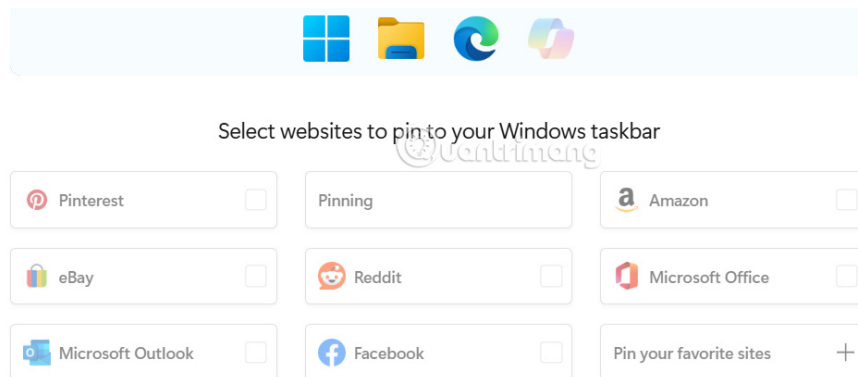 Select websites to pin to your Windows taskbar
Quantrimang
Pinterest
Pinning
Amazon
eBay
Reddit
Microsoft Office
Microsoft Outlook
Facebook
Pin your favorite sites